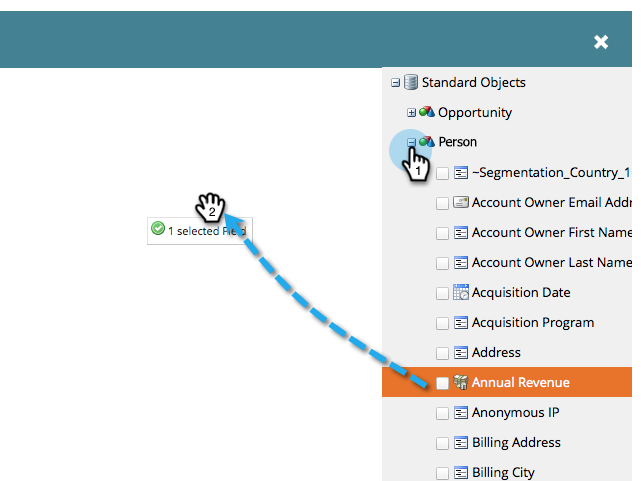 Standard Objects
Opportunity
Person
1
~Segmentation_Country_1
Account Owner Email Addr
2
1 selected Field
Account Owner First Name
Account Owner Last Name
Acquisition Date
Acquisition Program
Address
Annual Revenue
Anonymous IP
Billing Address
Billing City